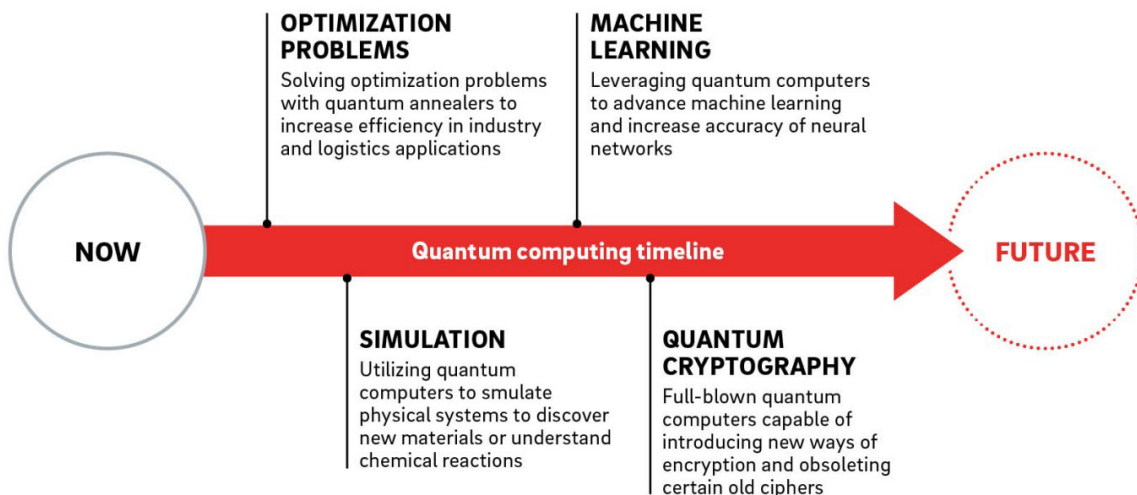 OPTIMIZATION
PROBLEMS
Solving optimization problems
with quantum annealers to
increase efficiency in industry
and logistics applications
MACHINE
LEARNING
Leveraging quantum computers
to advance machine learning
and increase accuracy of neural
networks
NOW
Quantum computing timeline
FUTURE
SIMULATION
Utilizing quantum
computers to smulate
physical systems to discover
new materials or understand
chemical reactions
QUANTUM
CRYPTOGRAPHY
Full-blown quantum
computers capable of
introducing new ways of
encryption and obsoleting
certain old ciphers